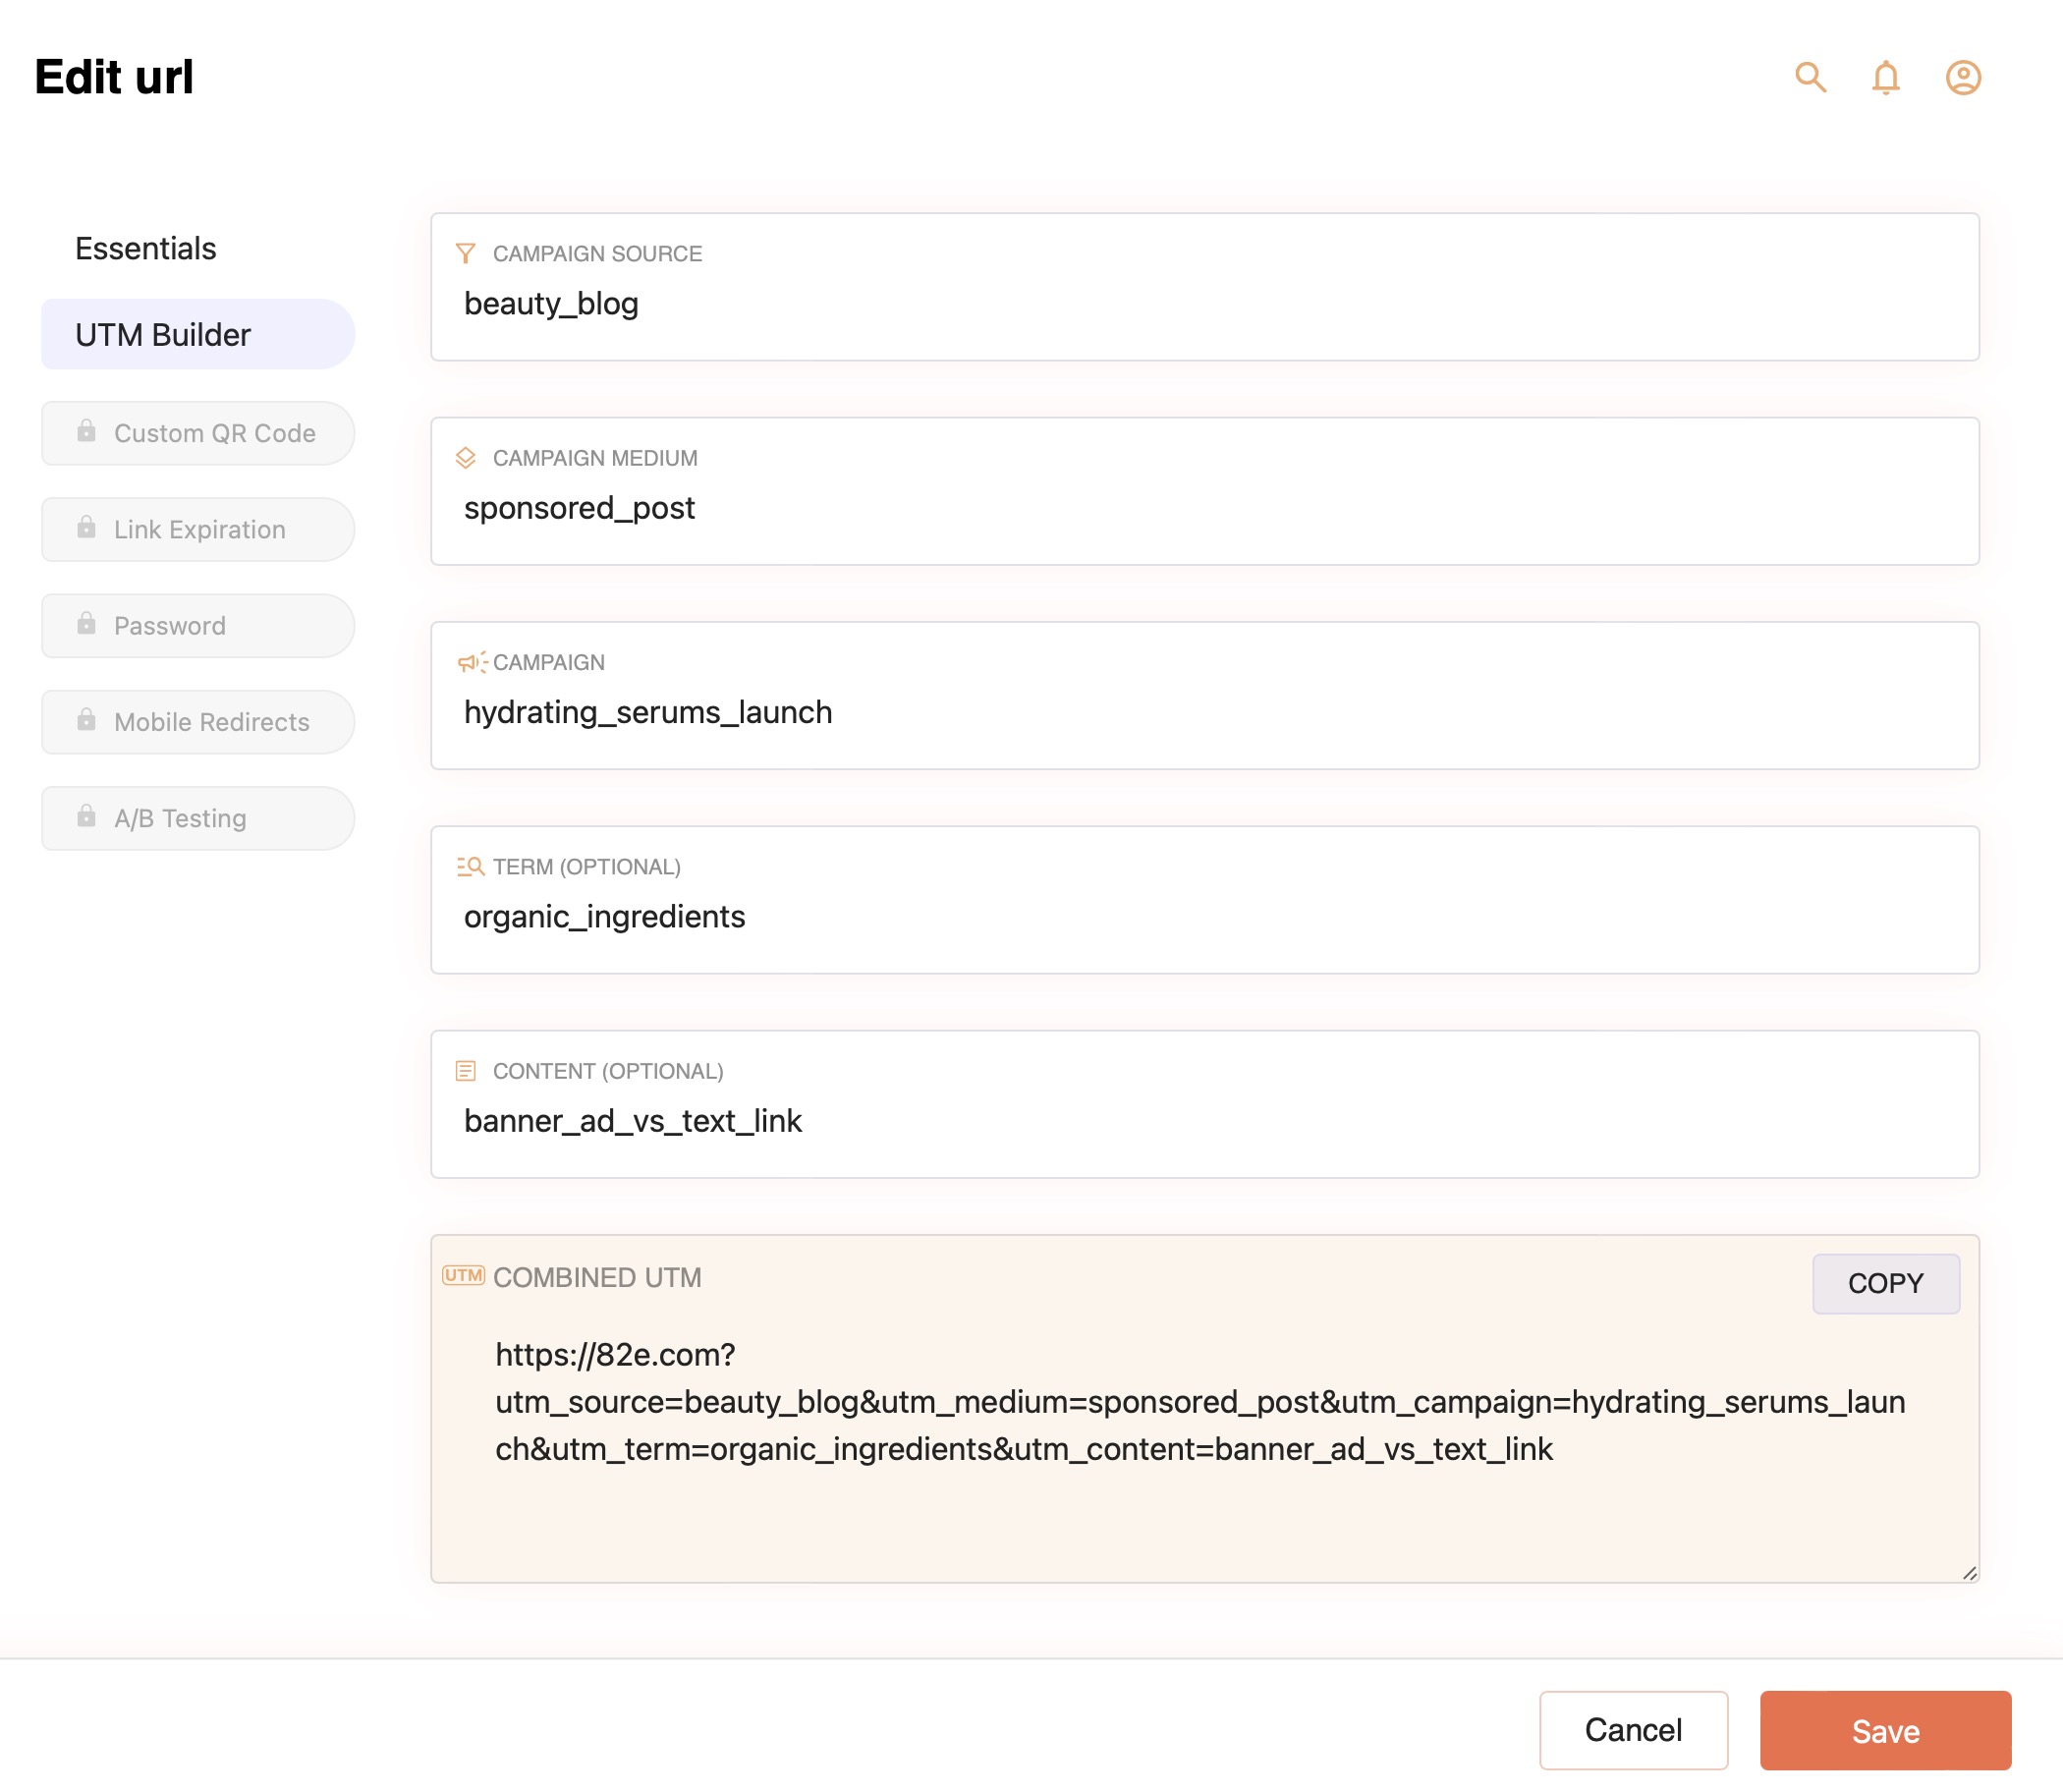 Edit url
Essentials
UTM Builder
Custom QR Code
Link Expiration
Password
Mobile Redirects
A/B Testing
CAMPAIGN SOURCE
beauty_blog
CAMPAIGN MEDIUM
sponsored_post
CAMPAIGN
hydrating_serums_launch
TERM (OPTIONAL)
organic_ingredients
CONTENT (OPTIONAL)
banner_ad_vs_text_link
UTM COMBINED UTM
COPY
https://82e.com?
utm_source=beauty_blog&utm_medium=sponsored_post&utm_campaign=hydrating_serums_laun
ch&utm_term=organic_ingredients&utm_content=banner_ad_vs_text_link
Cancel
Save